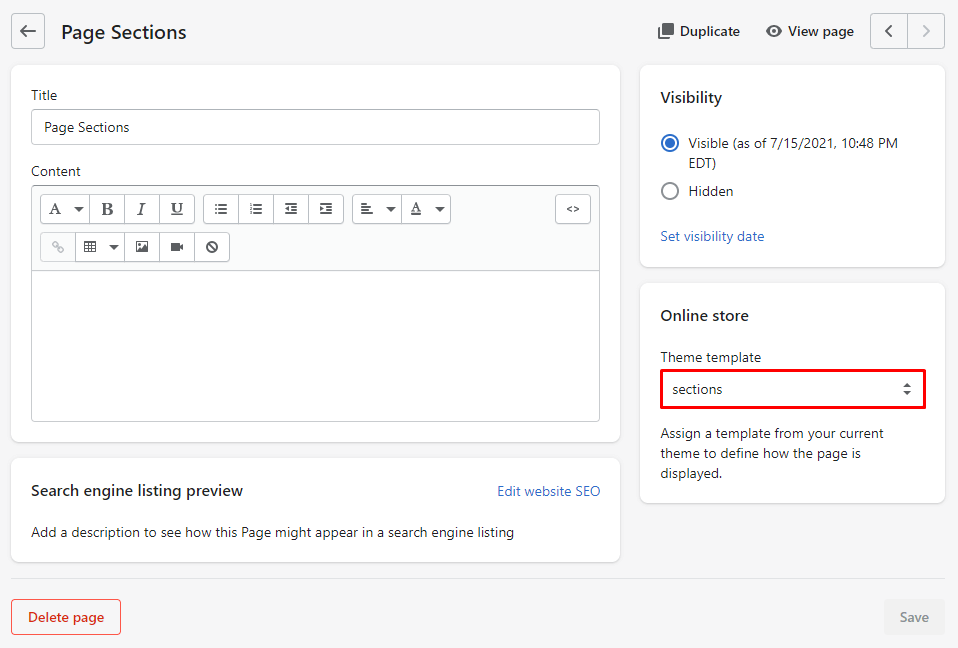 Page Sections
Duplicate
View page
Title
Page Sections
Content
A B I U A <>
Search engine listing preview
Edit website SEO
Add a description to see how this Page might appear in a search engine listing
Visibility
Visible (as of 7/15/2021, 10:48 PM
EDT)
Hidden
Set visibility date
Online store
Theme template
sections
Assign a template from your current
theme to define how the page is
displayed.
Delete page
Save